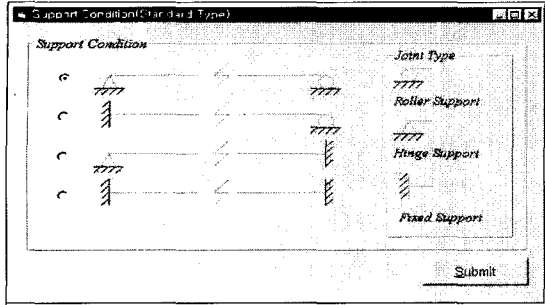 Support Condition(Standard Type)
Support Condition
Joint Type
Roller Support
Hinge Support
Fixed Support
Submit